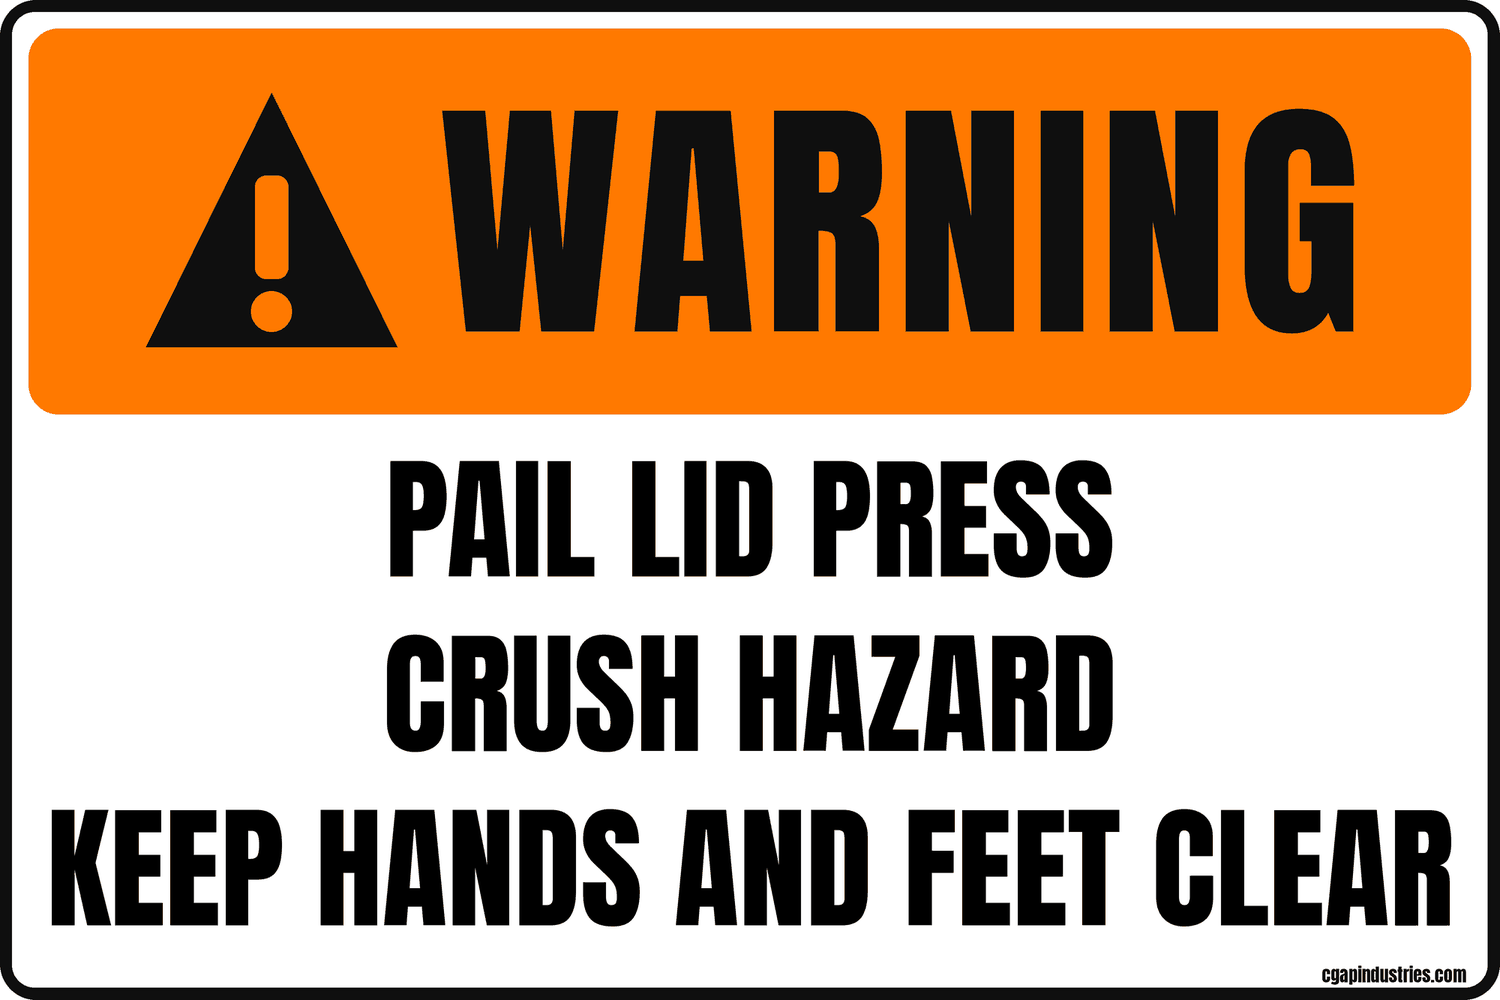 WARNING
PAIL LID PRESS
CRUSH HAZARD
KEEP HANDS AND FEET CLEAR
cgapindustries.com